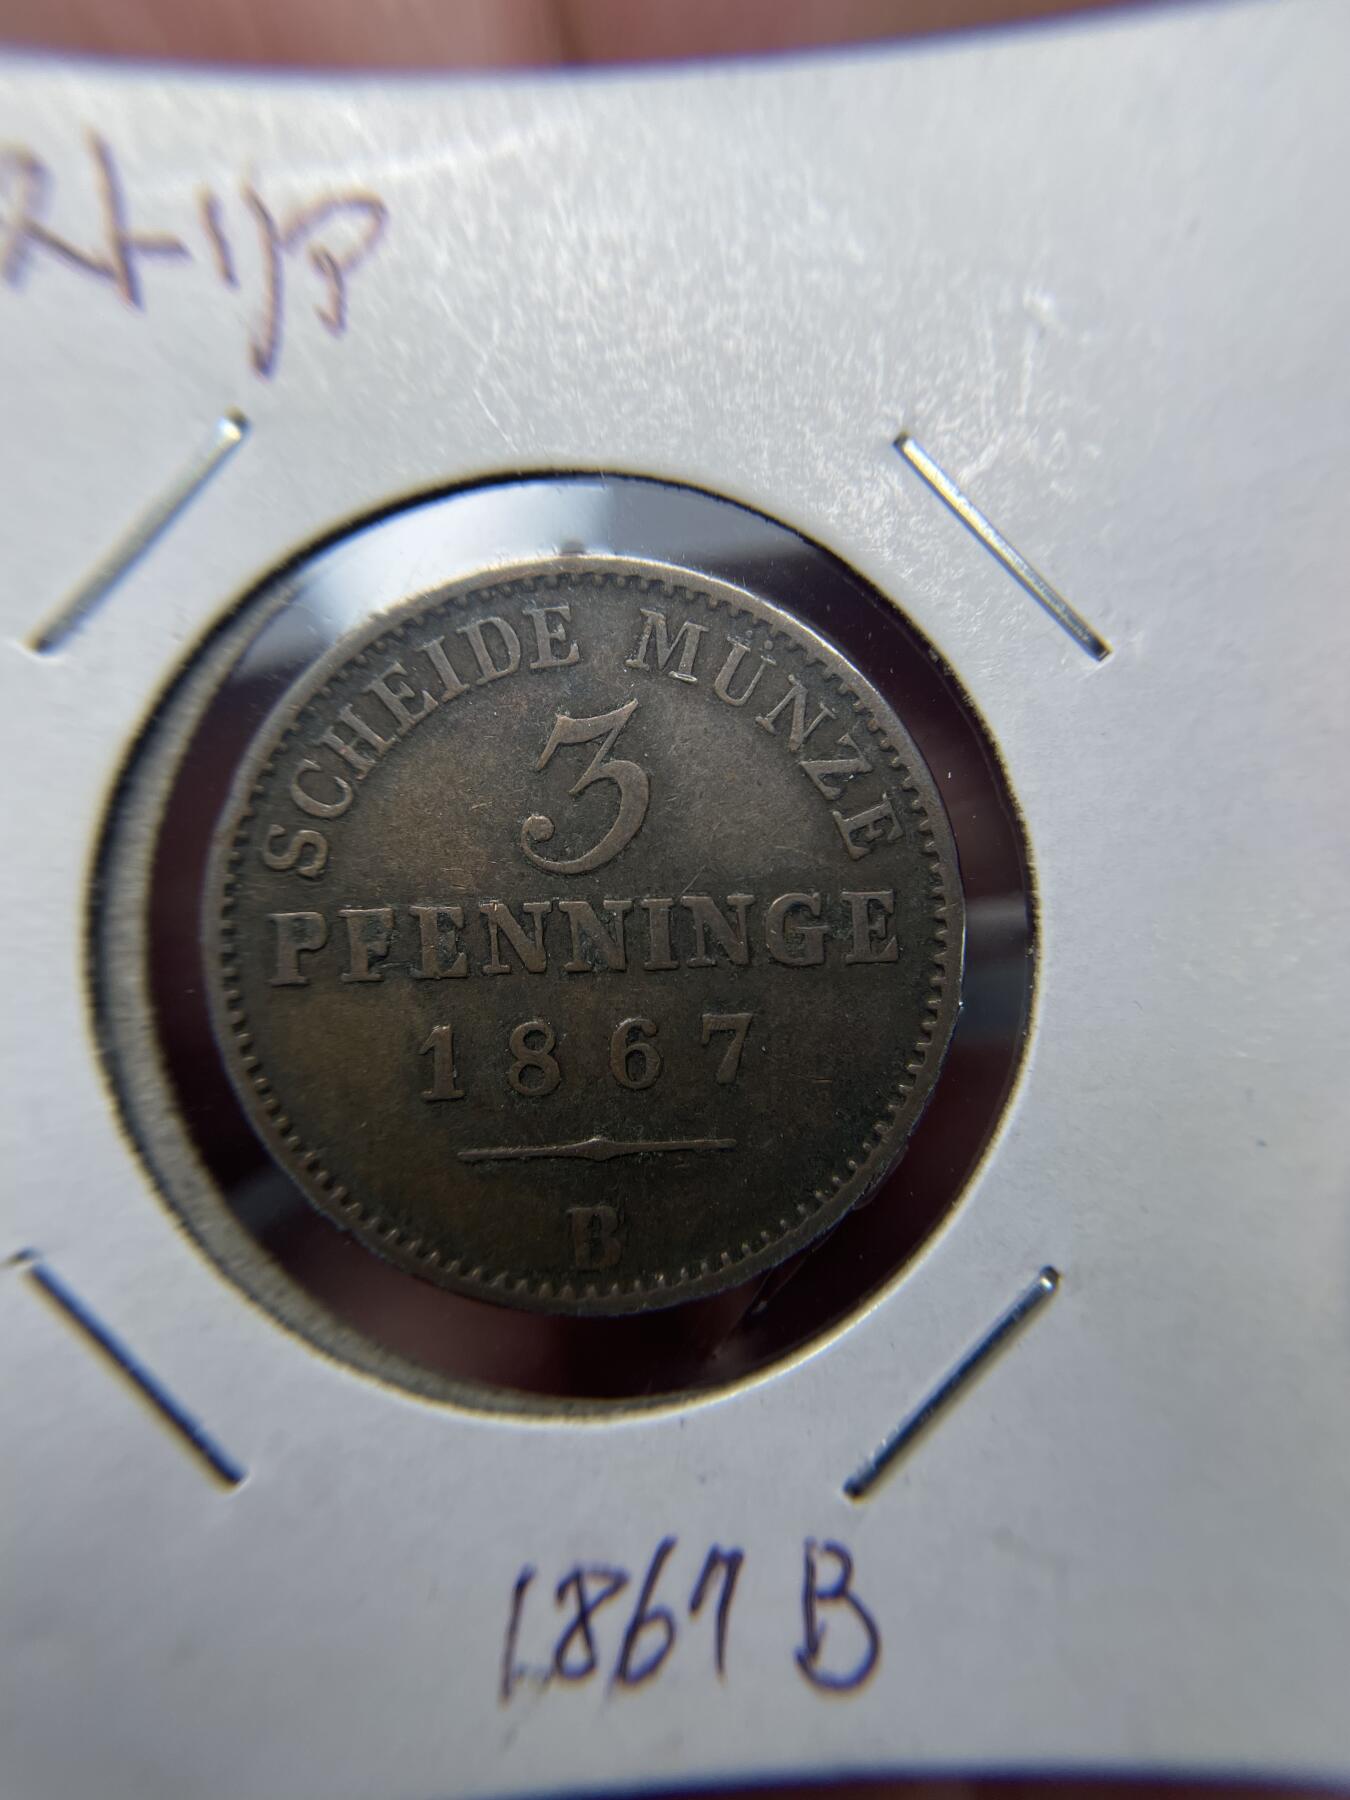 SCHEIDE MÜNZE
3
PFENNINGE
1867
B
1867 B